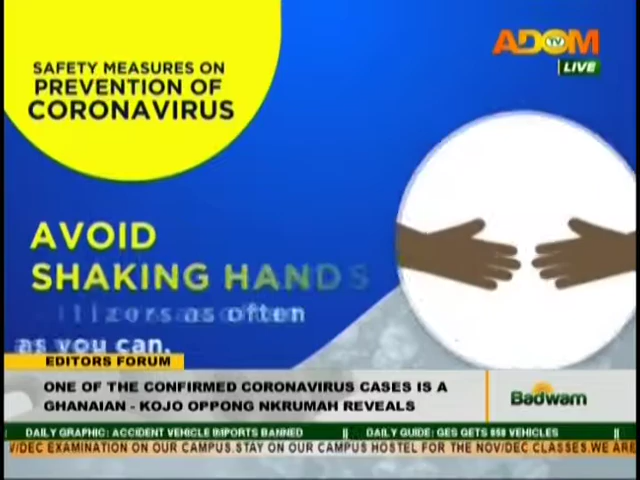 SAFETY MEASURES ON
PREVENTION OF
CORONAVIRUS
ADOM
TV
LIVE
AVOID
SHAKING HANDS
as often
as you can.
EDITORS FORUM
ONE OF THE CONFIRMED CORONAVIRUS CASES IS A
GHANAIAN - KOJO OPPONG NKRUMAH REVEALS
Badwam
DAILY GRAPHIC: ACCIDENT VEHICLE IMPORTS BANNED || DAILY GUIDE: GES GETS 858 VEHICLES ||
/DEC EXAMINATION ON OUR CAMPUS.STAY ON OUR CAMPUS HOSTEL FOR THE NOV/DEC CLASSES.WE ARE